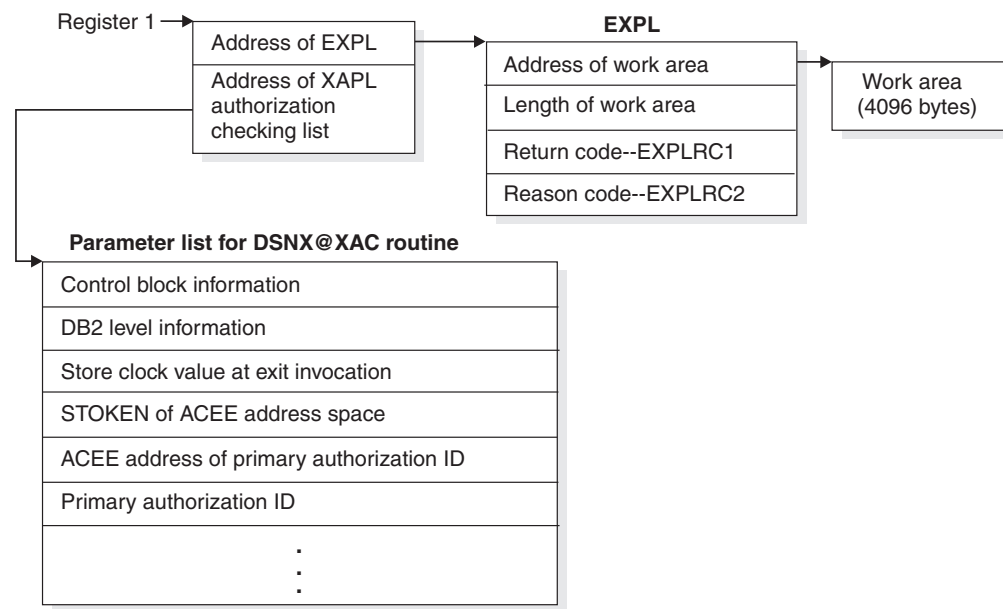 Register 1
Address of EXPL
Address of XAPL
authorization
checking list
EXPL
Address of work area
Length of work area
Return code--EXPLRC1
Reason code--EXPLRC2
Work area
(4096 bytes)
Parameter list for DSNX@XAC routine
Control block information
DB2 level information
Store clock value at exit invocation
STOKEN of ACEE address space
ACEE address of primary authorization ID
Primary authorization ID
.
.
.